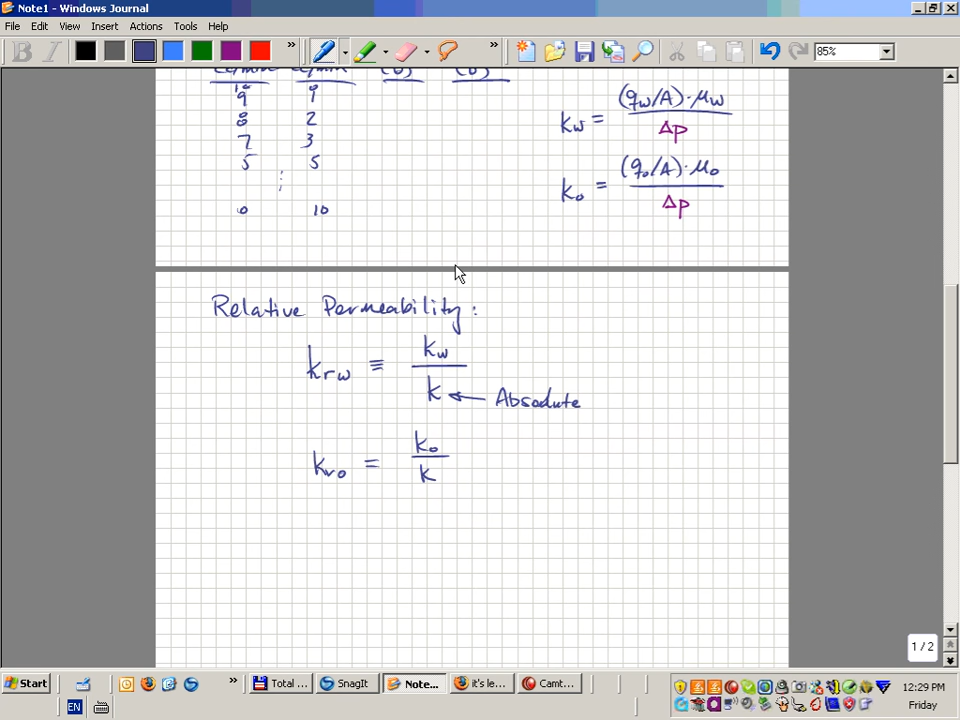 Note1 - Windows Journal
File Edit View Insert Actions Tools Help
B I » » 85%
9 1
8 2
7 3
5 5
0 10
kw = (qw/A)·μw / Δp
ko = (qo/A)·μo / Δp
Relative Permeability:
krw ≡ kw / k ← Absolute
kro = ko / k
1 / 2
Start » Total ... SnagIt Note... it's le... Camt... » 12:29 PM
EN Friday